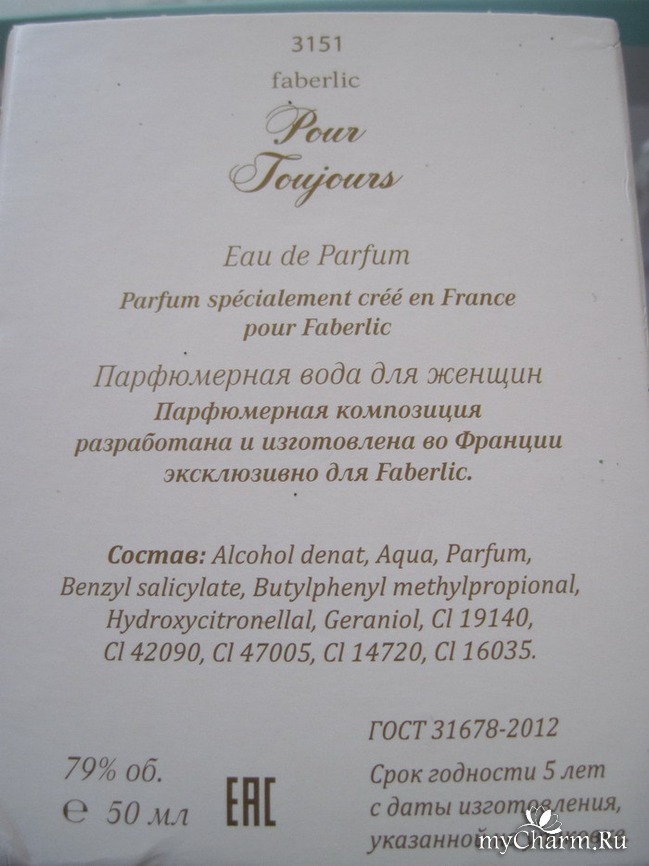 3151
faberlic
Pour
Toujours
Eau de Parfum
Parfum spécialement créé en France
pour Faberlic
Парфюмерная вода для женщин
Парфюмерная композиция
разработана и изготовлена во Франции
эксклюзивно для Faberlic.
Состав: Alcohol denat, Aqua, Parfum,
Benzyl salicylate, Butylphenyl methylpropional,
Hydroxycitronellal, Geraniol, Cl 19140,
Cl 42090, Cl 47005, Cl 14720, Cl 16035.
79% об.
℮ 50 мл
EAC
ГОСТ 31678-2012
Срок годности 5 лет
с даты изготовления,
указанной
myCharm.Ru